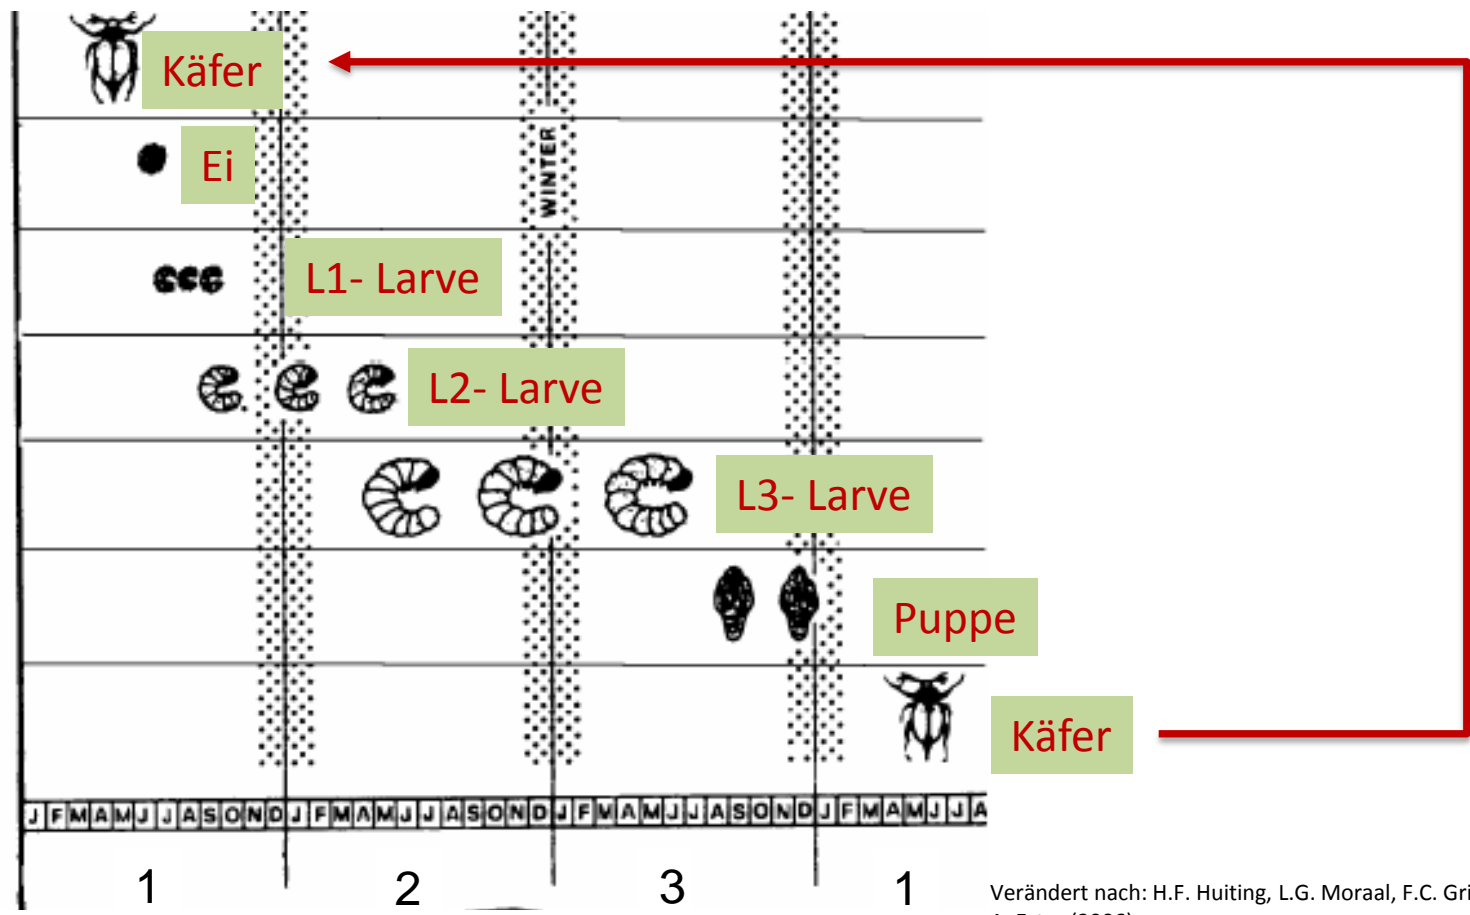 Käfer
Ei
WINTER
L1- Larve
L2- Larve
L3- Larve
Puppe
Käfer
J F M A M J J A S O N D J F M A M J J A S O N D J F M A M J J A S O N D J F M A M J J A
1 2 3 1
Verändert nach: H.F. Huiting, L.G. Moraal, F.C. Gri